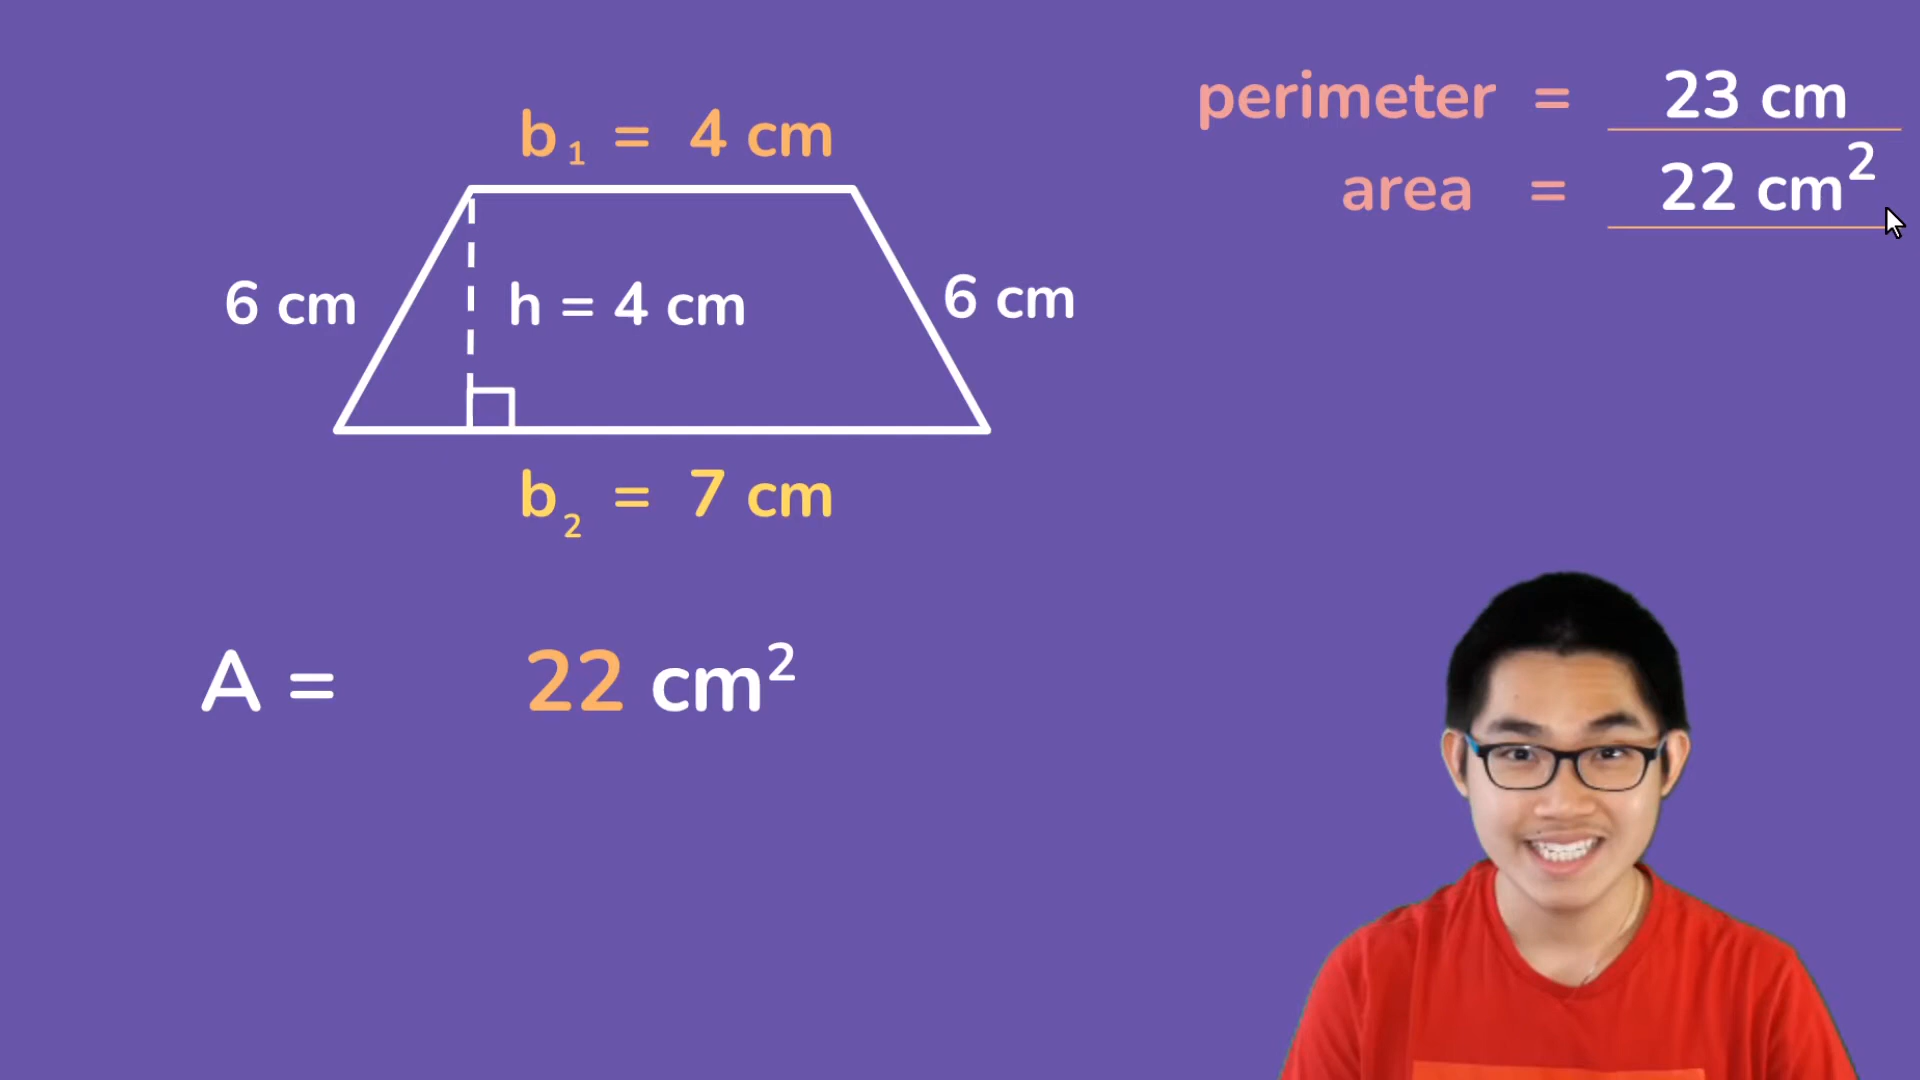 perimeter = 23 cm
area = 22 cm²
b₁ = 4 cm
6 cm
h = 4 cm
6 cm
b₂ = 7 cm
A = 22 cm²